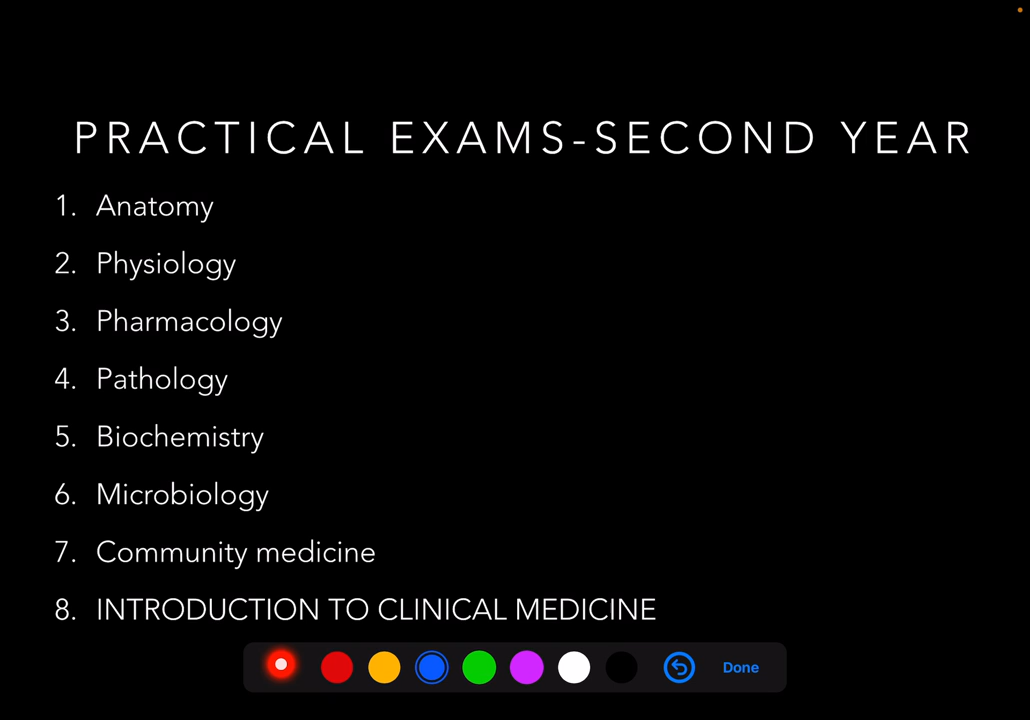 PRACTICAL EXAMS-SECOND YEAR
1. Anatomy
2. Physiology
3. Pharmacology
4. Pathology
5. Biochemistry
6. Microbiology
7. Community medicine
8. INTRODUCTION TO CLINICAL MEDICINE
Done